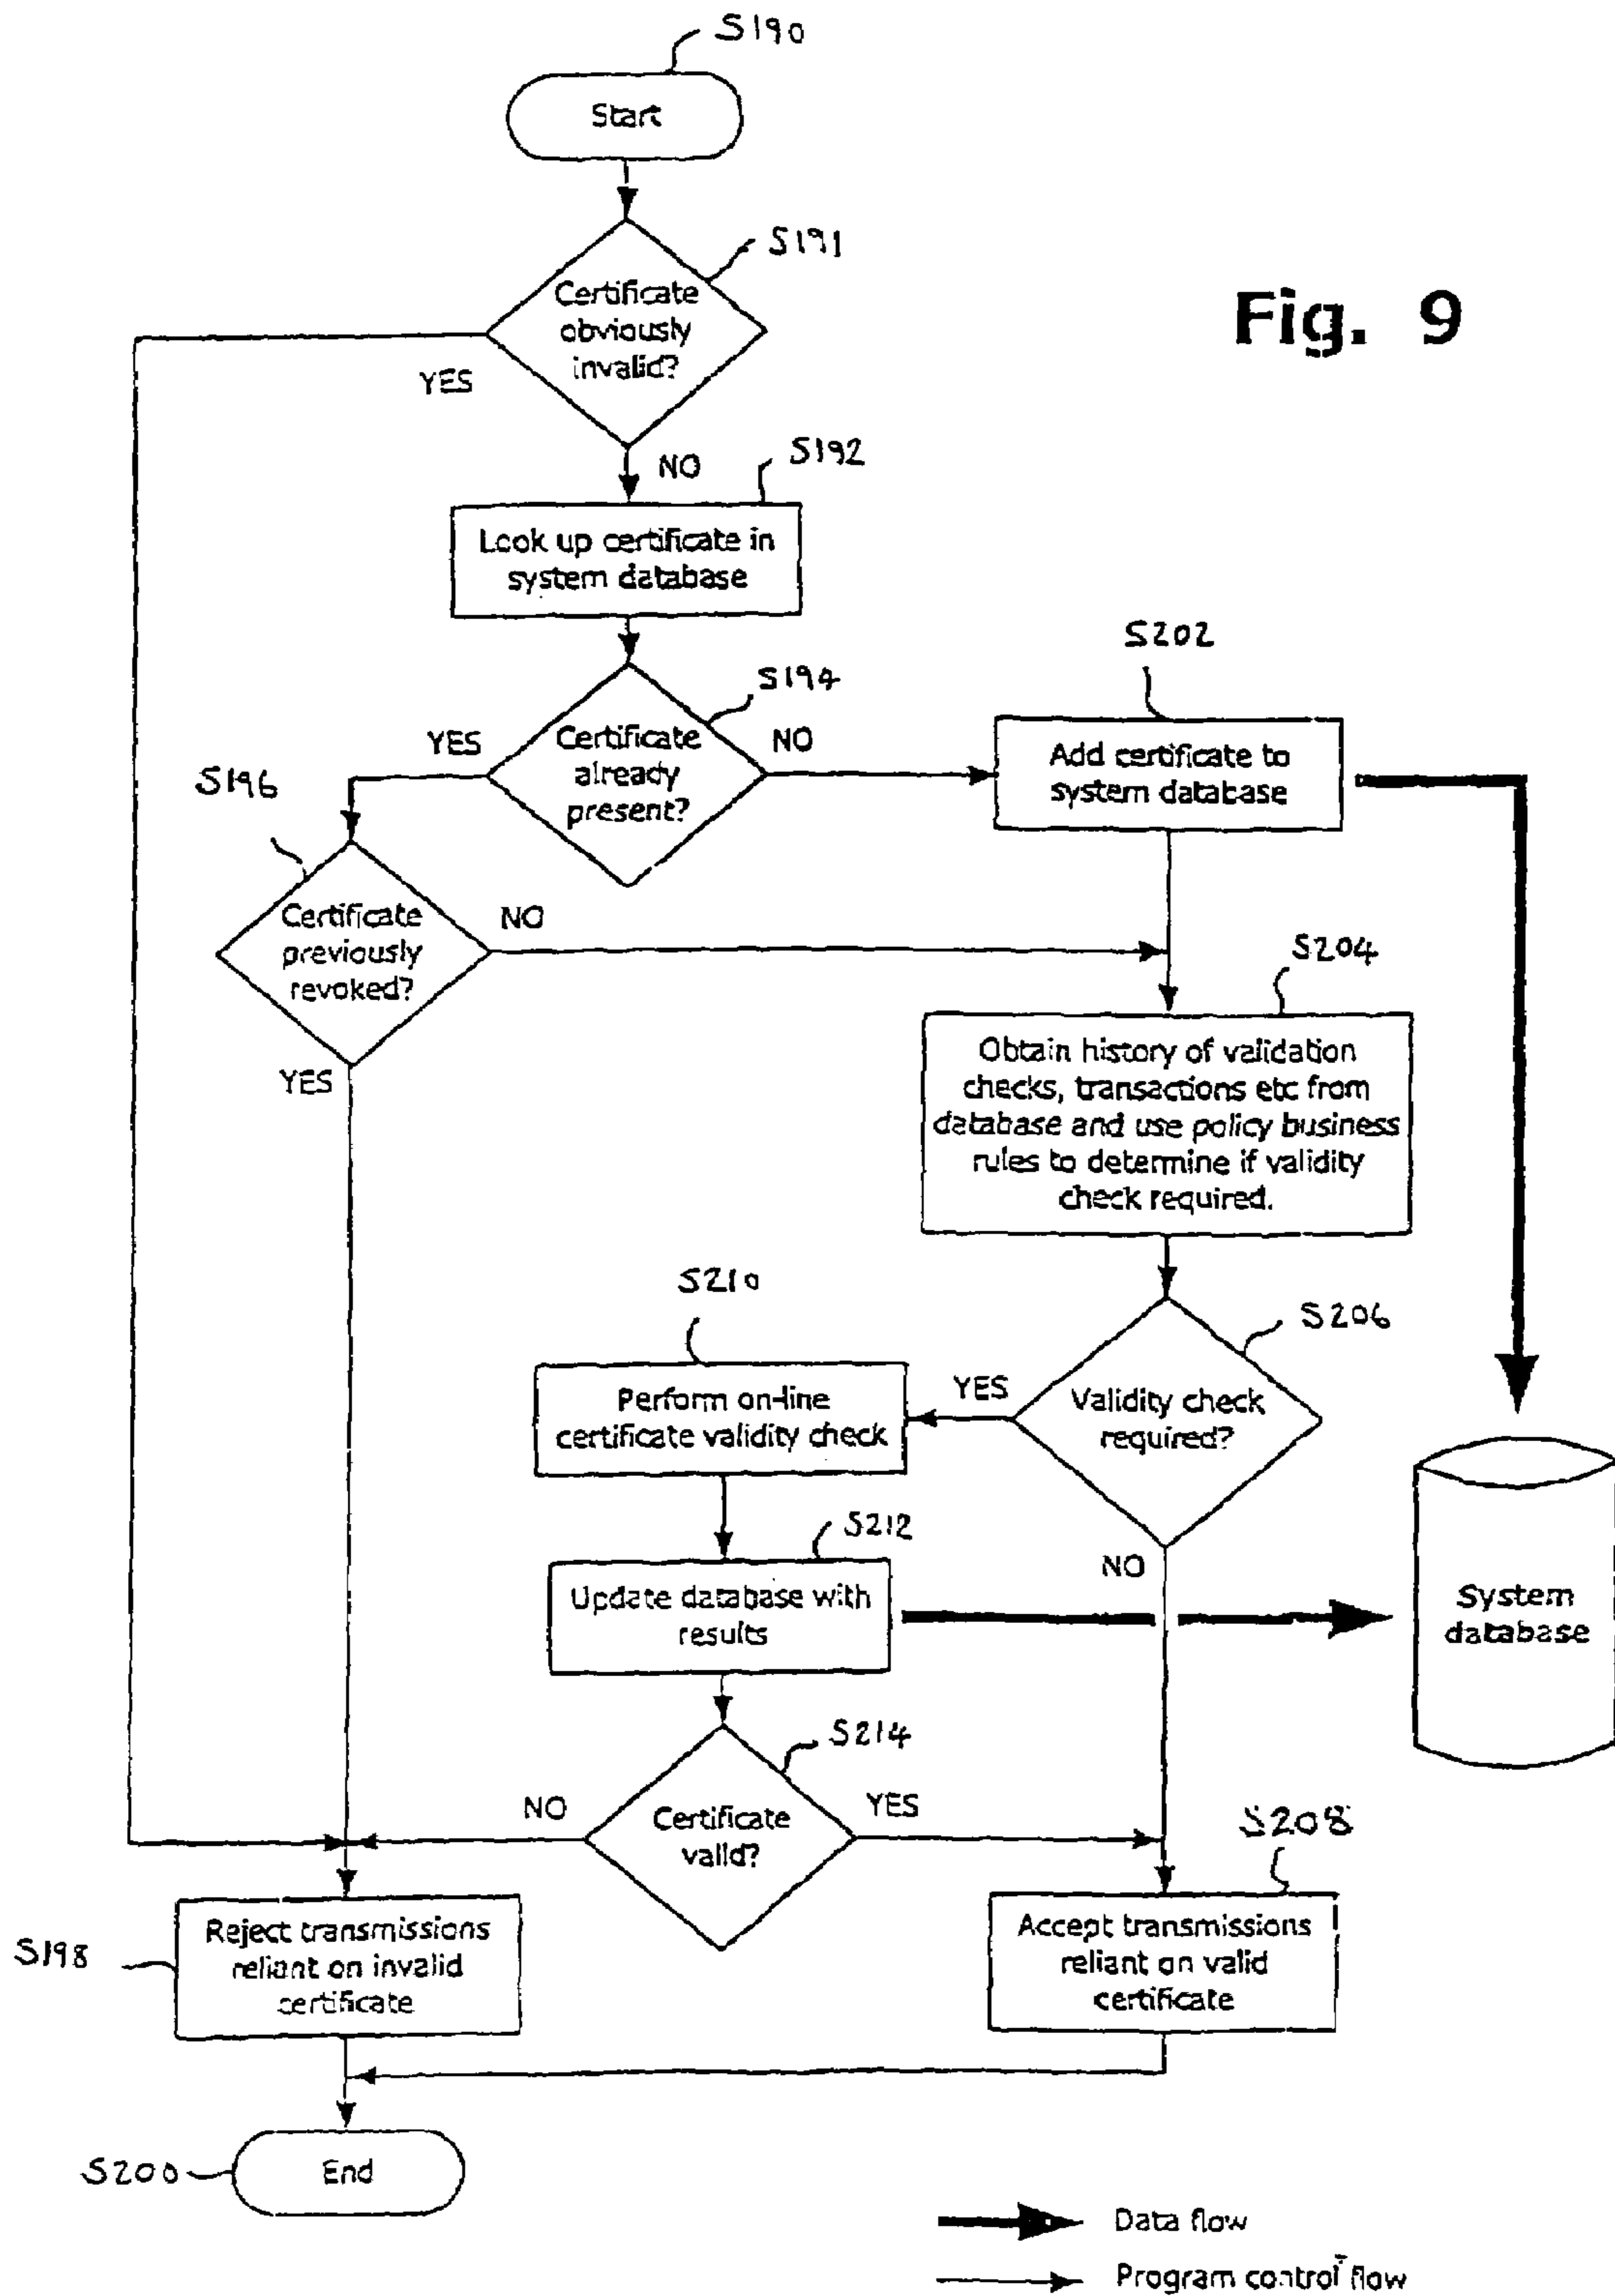 S190
Start
S191
Certificate
obviously
invalid?
Fig. 9
YES
NO
S192
Look up certificate in
system database
S202
S194
YES
Certificate
already
present?
NO
Add certificate to
system database
S196
Certificate
previously
revoked?
NO
YES
S204
Obtain history of validation
checks, transactions etc from
database and use policy business
rules to determine if validity
check required.
S210
S206
Perform on-line
certificate validity check
YES
Validity check
required?
S212
NO
Update database with
results
System
database
S214
NO
Certificate
valid?
YES
S208
S198
Reject transmissions
reliant on invalid
certificate
Accept transmissions
reliant on valid
certificate
S200
End
Data flow
Program control flow